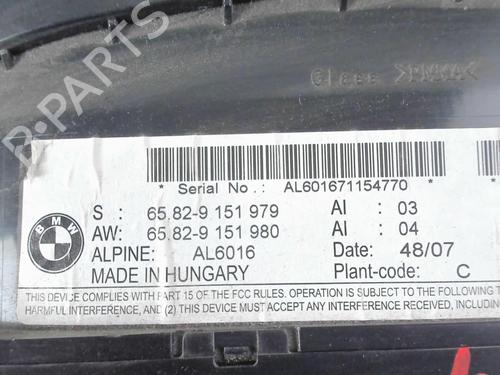 B-PARTS
Glass >PMMA<
* Serial No . : AL601671154770 *
S : 65.82-9 151 979 AI : 03
AW: 65.82-9 151 980 AI : 04
ALPINE: AL6016 Date: 48/07
MADE IN HUNGARY Plant-code: C
BMW
THIS DEVICE COMPLIES WITH PART 15 OF THE FCC RULES. OPERATION IS SUBJECT TO THE FOLLOWING
HARMFUL INTERFERENCE, AND (2) THIS DEVICE MUST ACCEPT ANY INTERFERENCE RECEIVED, INCLUDING